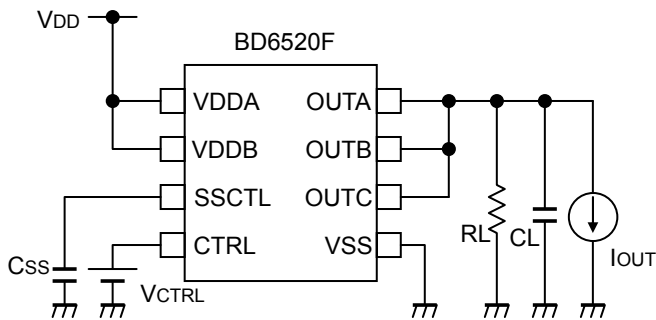 VDD
BD6520F
VDDA OUTA
VDDB OUTB
SSCTL OUTC
CTRL VSS
CSS
VCTRL
RL
CL
IOUT